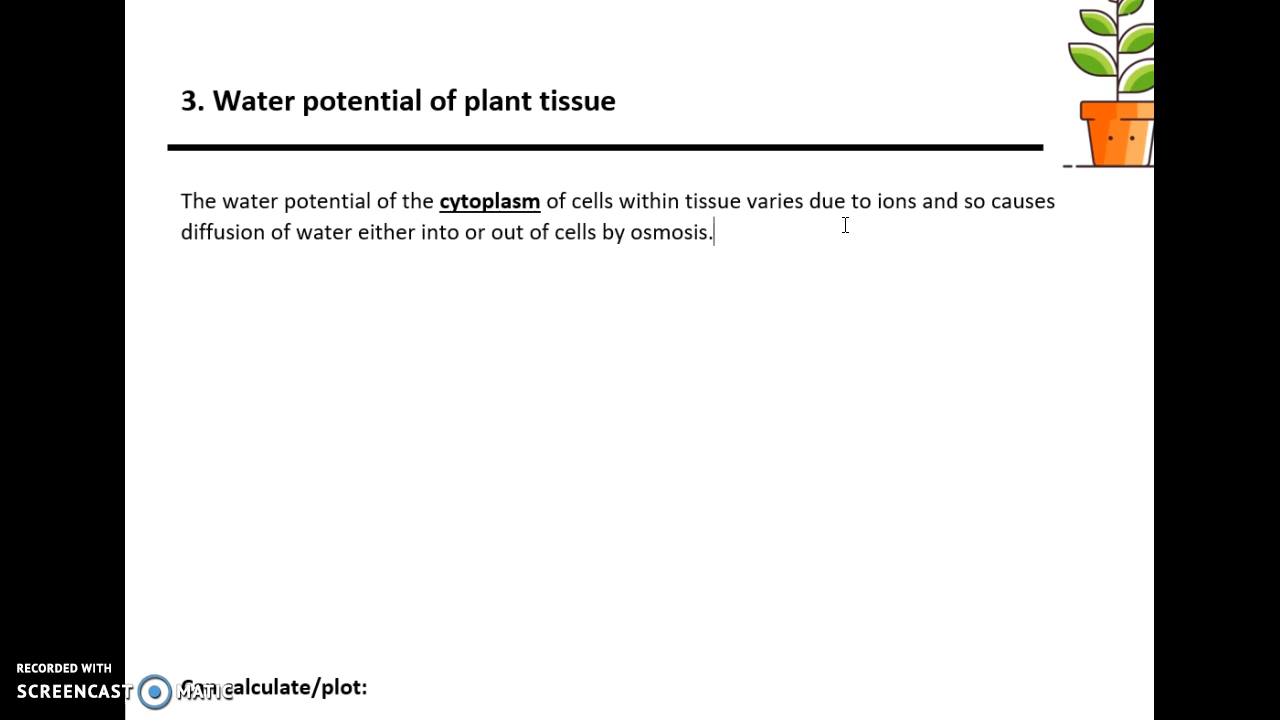 3. Water potential of plant tissue
The water potential of the cytoplasm of cells within tissue varies due to ions and so causes
diffusion of water either into or out of cells by osmosis.
RECORDED WITH
SCREENCAST MATIC
calculate/plot: